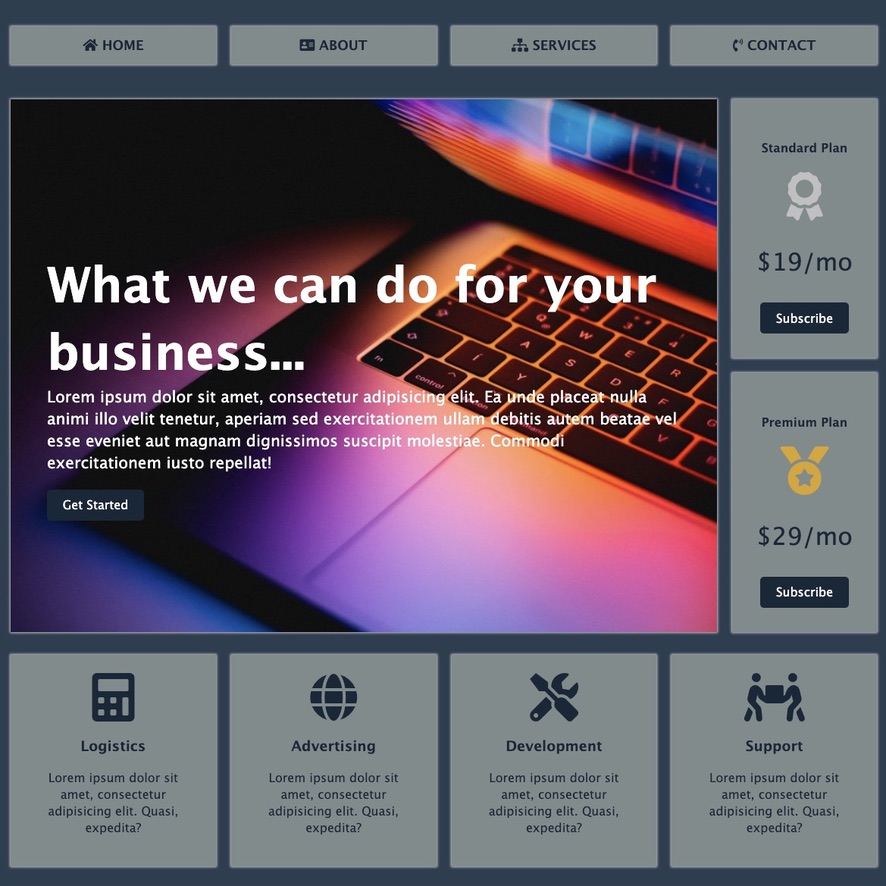 HOME
ABOUT
SERVICES
CONTACT
What we can do for your
business...
Lorem ipsum dolor sit amet, consectetur adipisicing elit. Ea unde placeat nulla
animi illo velit tenetur, aperiam sed exercitationem ullam debitis autem beatae vel
esse eveniet aut magnam dignissimos suscipit molestiae. Commodi
exercitationem iusto repellat!
Get Started
Standard Plan
$19/mo
Subscribe
Premium Plan
$29/mo
Subscribe
Logistics
Lorem ipsum dolor sit
amet, consectetur
adipisicing elit. Quasi,
expedita?
Advertising
Lorem ipsum dolor sit
amet, consectetur
adipisicing elit. Quasi,
expedita?
Development
Lorem ipsum dolor sit
amet, consectetur
adipisicing elit. Quasi,
expedita?
Support
Lorem ipsum dolor sit
amet, consectetur
adipisicing elit. Quasi,
expedita?